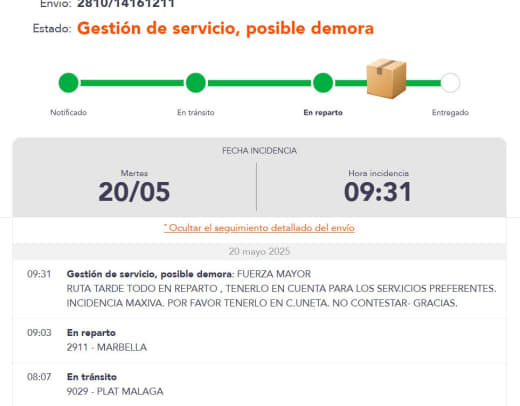 Envío: 2810/14161211
Estado: Gestión de servicio, posible demora
Notificado En tránsito En reparto Entregado
FECHA INCIDENCIA
Martes Hora incidencia
20/05 09:31
ˆ Ocultar el seguimiento detallado del envío
20 mayo 2025
09:31 Gestión de servicio, posible demora: FUERZA MAYOR
RUTA TARDE TODO EN REPARTO , TENERLO EN CUENTA PARA LOS SERVICIOS PREFERENTES.
INCIDENCIA MAXIVA. POR FAVOR TENERLO EN C.UNETA. NO CONTESTAR- GRACIAS.
09:03 En reparto
2911 - MARBELLA
08:07 En tránsito
9029 - PLAT MALAGA